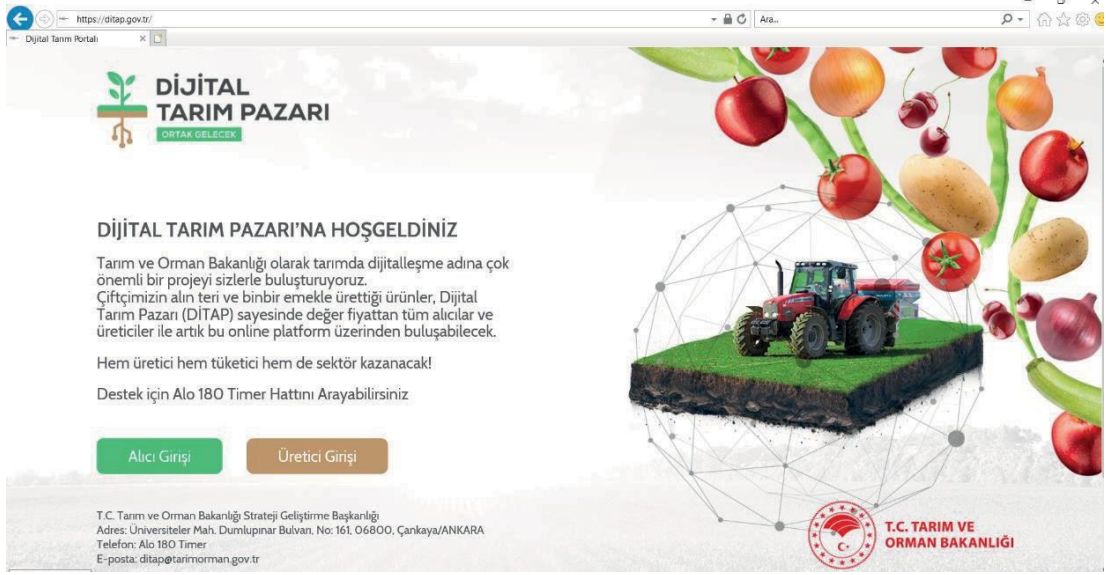 https://ditap.gov.tr/
Ara...
Dijital Tarım Portalı
DİJİTAL
TARIM PAZARI
ORTAK GELECEK
DİJİTAL TARIM PAZARI'NA HOŞGELDİNİZ
Tarım ve Orman Bakanlığı olarak tarımda dijitalleşme adına çok
önemli bir projeyi sizlerle buluşturuyoruz.
Çiftçimizin alın teri ve binbir emekle ürettiği ürünler, Dijital
Tarım Pazarı (DİTAP) sayesinde değer fiyattan tüm alıcılar ve
üreticiler ile artık bu online platform üzerinden buluşabilecek.
Hem üretici hem tüketici hem de sektör kazanacak!
Destek için Alo 180 Timer Hattını Arayabilirsiniz
Alıcı Girişi
Üretici Girişi
T.C. Tarım ve Orman Bakanlığı Strateji Geliştirme Başkanlığı
Adres: Üniversiteler Mah. Dumlupınar Bulvarı, No: 161, 06800, Çankaya/ANKARA
Telefon: Alo 180 Timer
E-posta: ditap@tarimorman.gov.tr
T.C. TARIM VE
ORMAN BAKANLIĞI